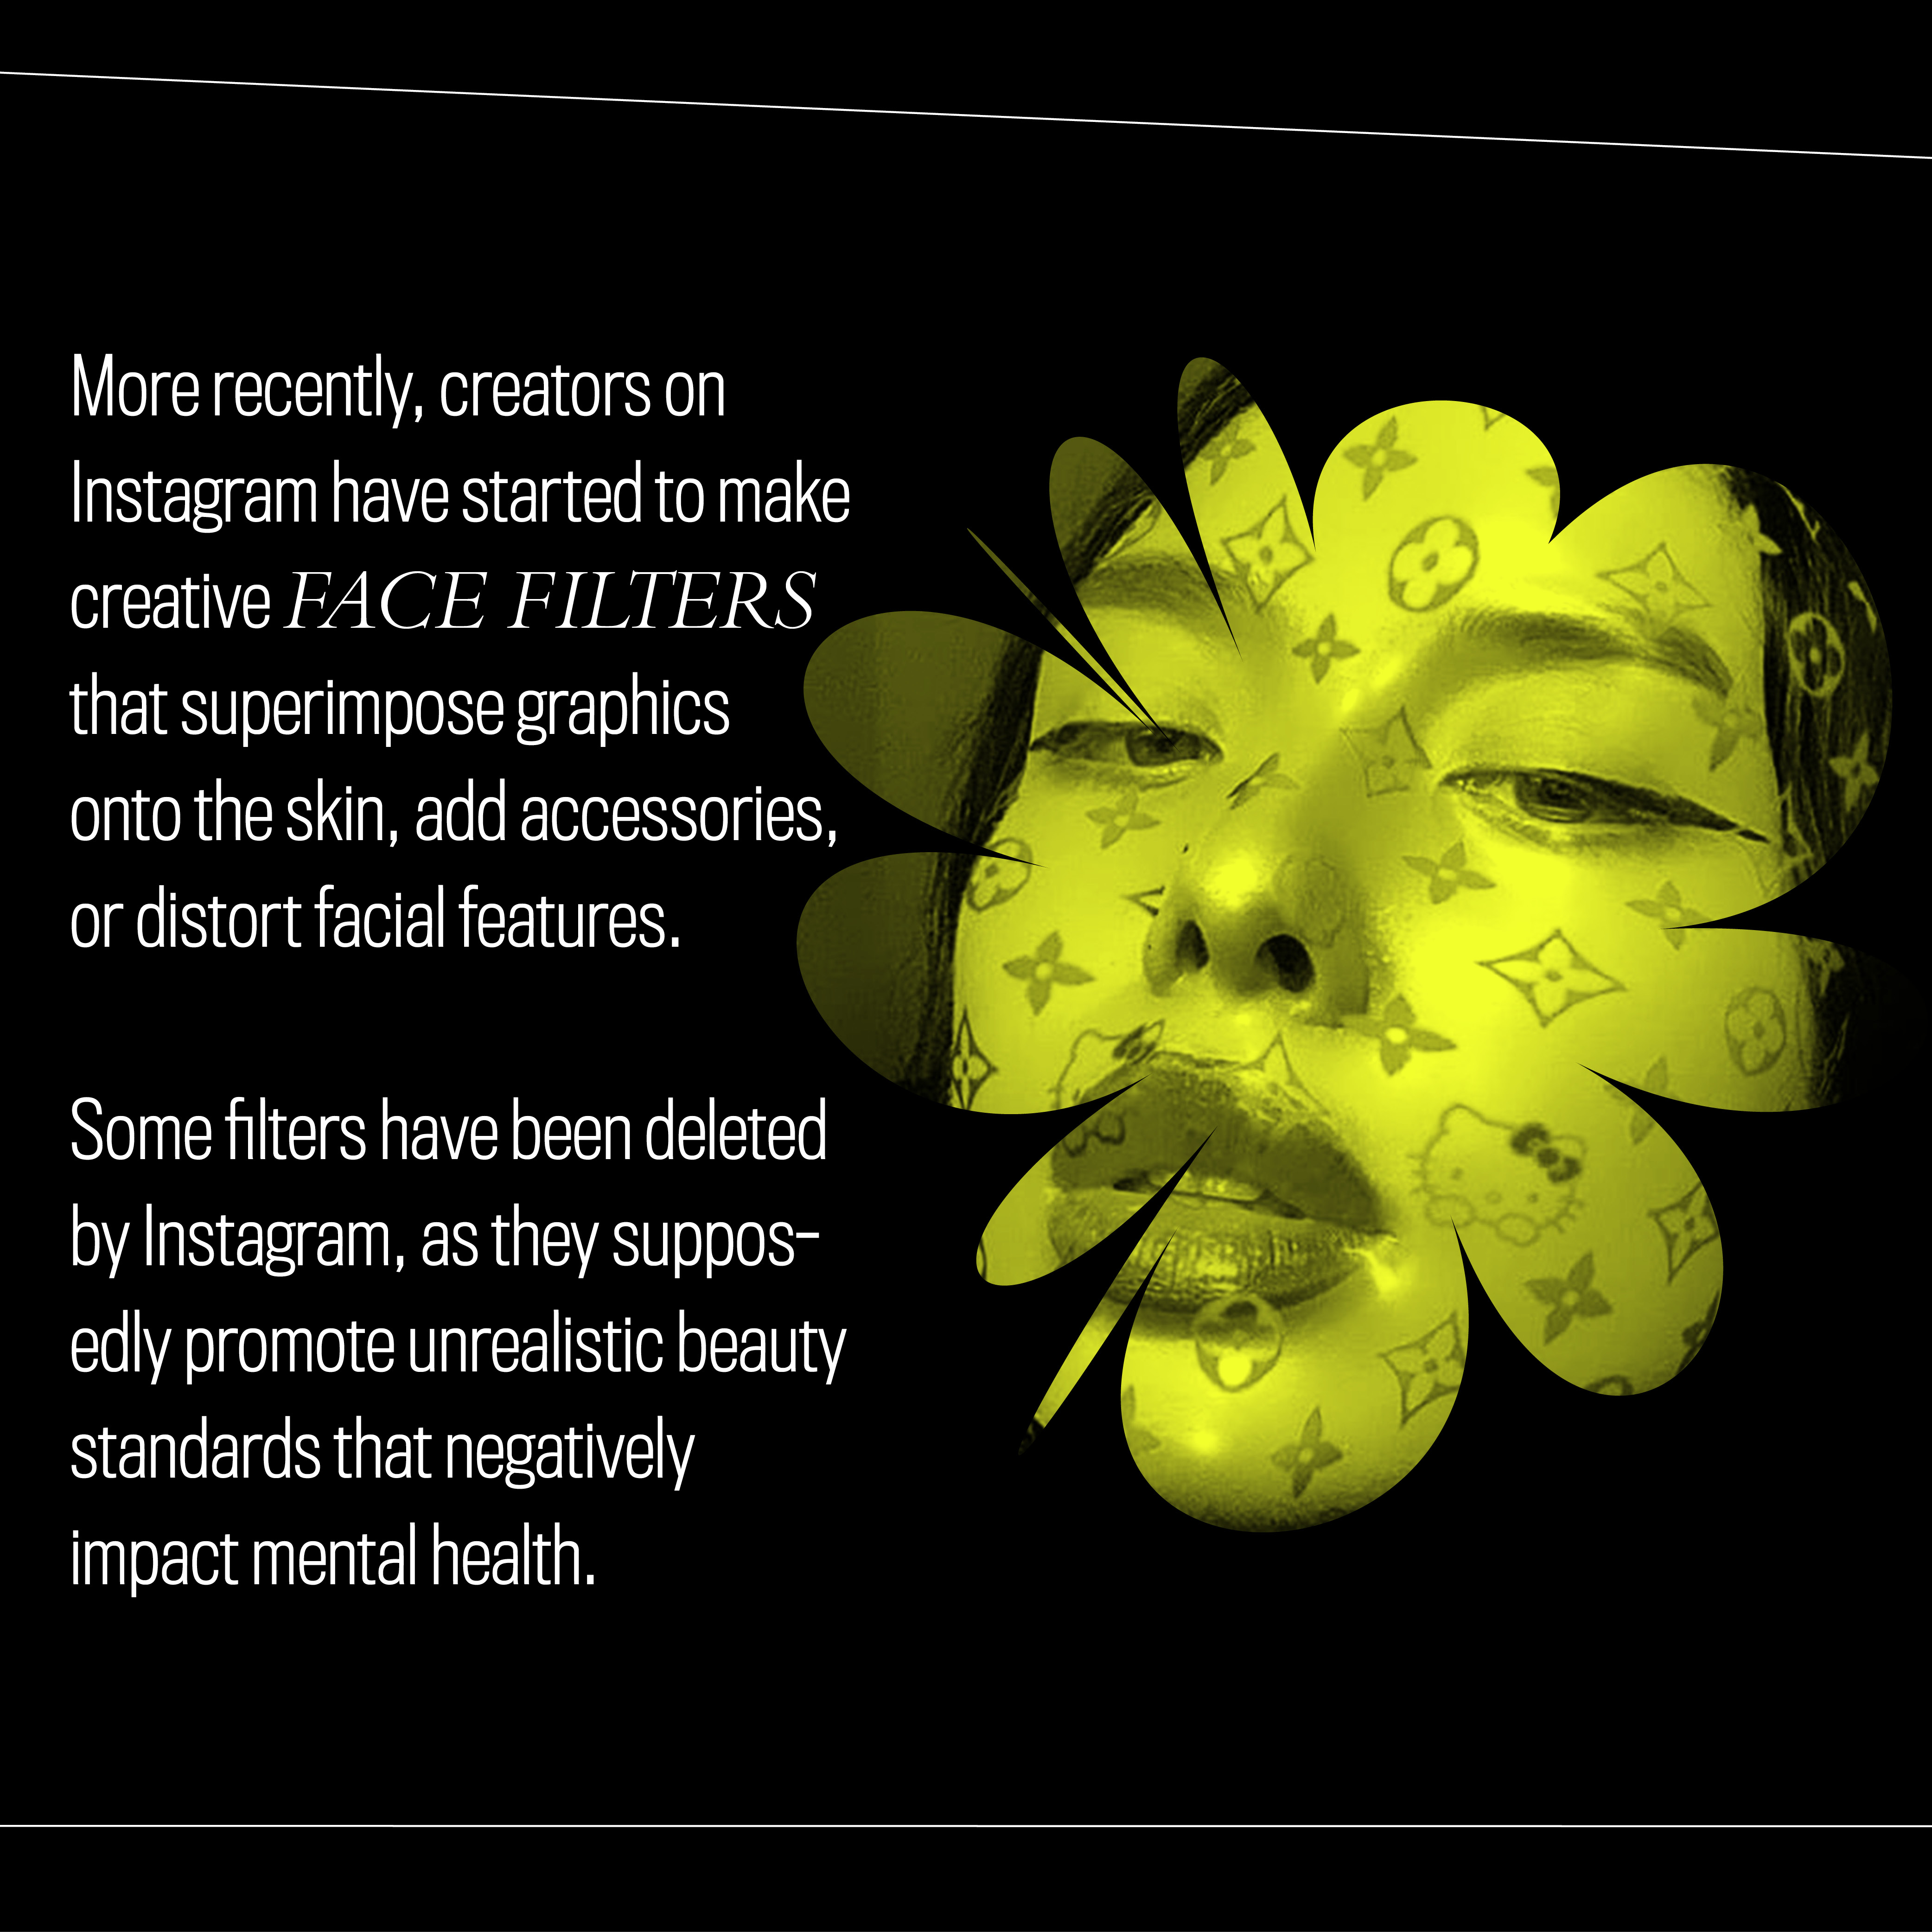 More recently, creators on
Instagram have started to make
creative FACE FILTERS
that superimpose graphics
onto the skin, add accessories,
or distort facial features.
Some filters have been deleted
by Instagram, as they suppos-
edly promote unrealistic beauty
standards that negatively
impact mental health.